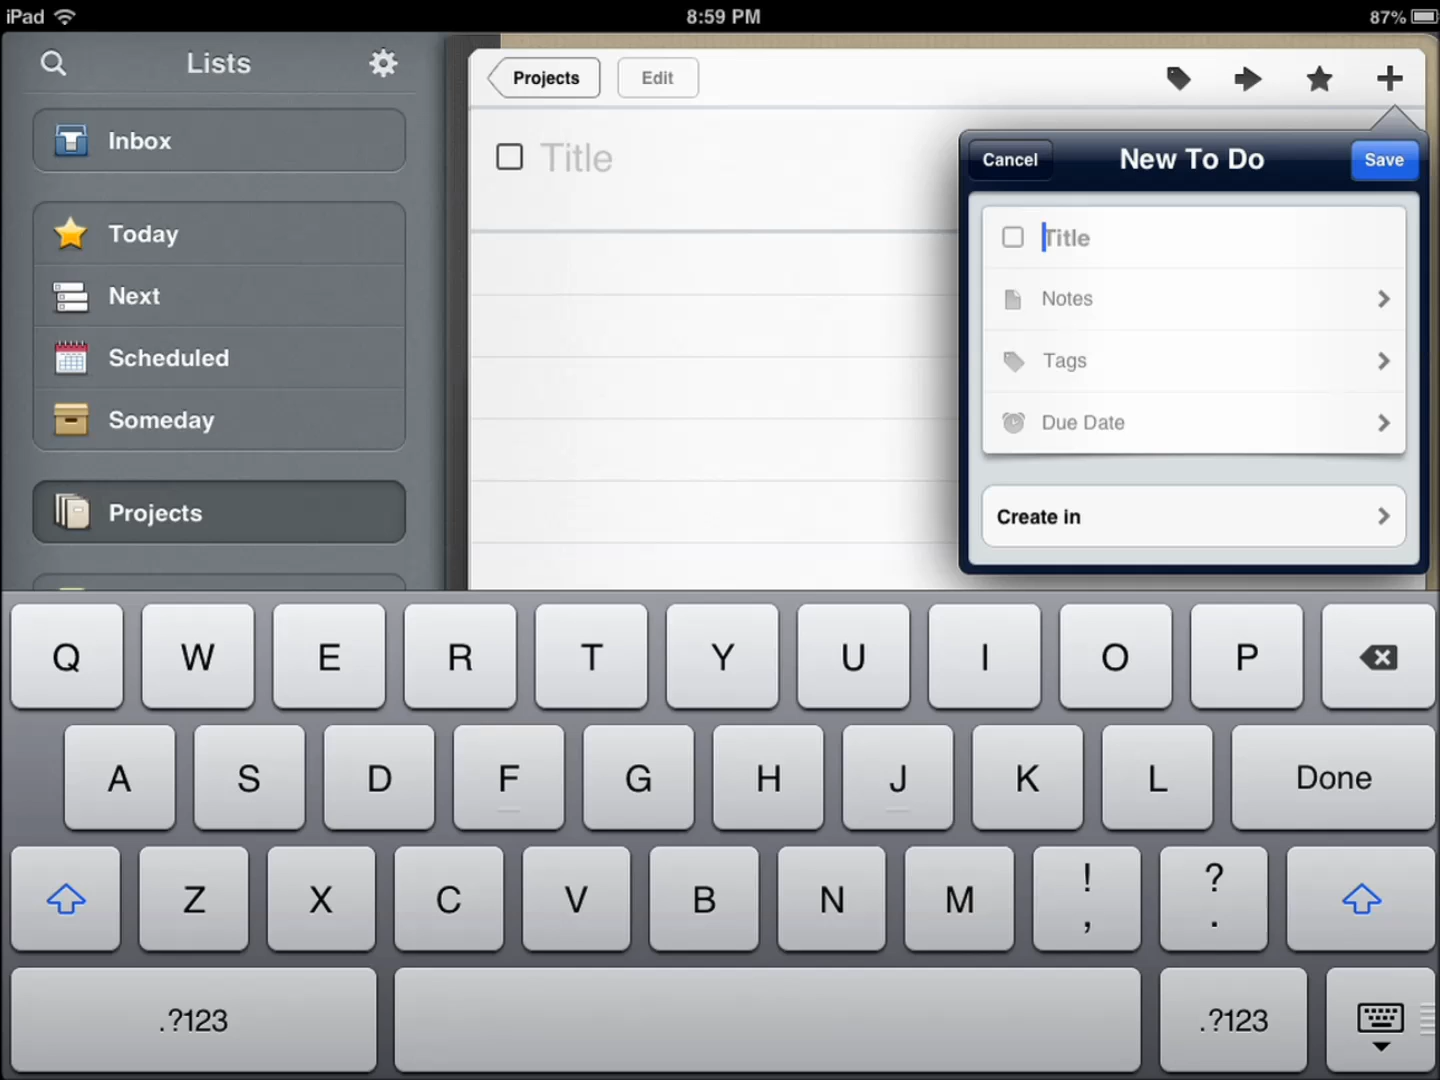 iPad
8:59 PM
87%
Lists
Inbox
Today
Next
Scheduled
Someday
Projects
Projects
Edit
Title
Cancel
New To Do
Save
Title
Notes
Tags
Due Date
Create in
Q W E R T Y U I O P
A S D F G H J K L Done
Z X C V B N M ! , ? .
.?123 .?123